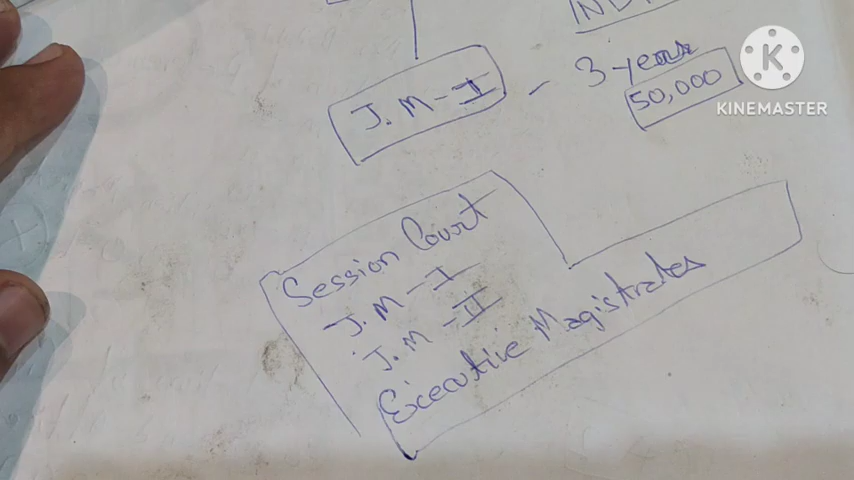 J.M-I - 3-years
50,000
KINEMASTER
Session Court
J.M-I
J.M-II
Executive Magistrates